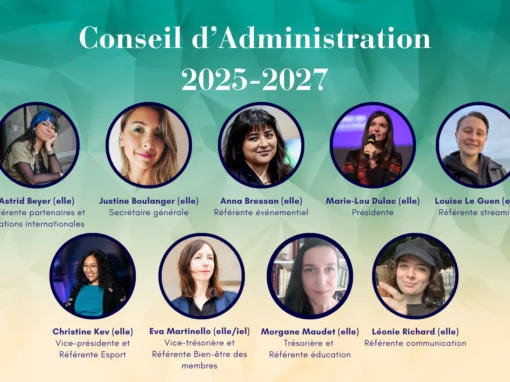 Conseil d'Administration
2025-2027
Astrid Beyer (elle)
Justine Boulanger (elle)
Secrétaire générale
Anna Bressan (elle)
Référente événementiel
Marie-Lou Dulac (elle)
Présidente
Louise Le Guen
Référente
partenaires et
internationales
Christine Kev (elle)
Vice-présidente et
Référente Esport
Eva Martinello (elle/iel)
Vice-trésorière et
Référente Bien-être des
membres
Morgane Maudet (elle)
Trésorière et
Référente éducation
Léonie Richard (elle)
Référente communication